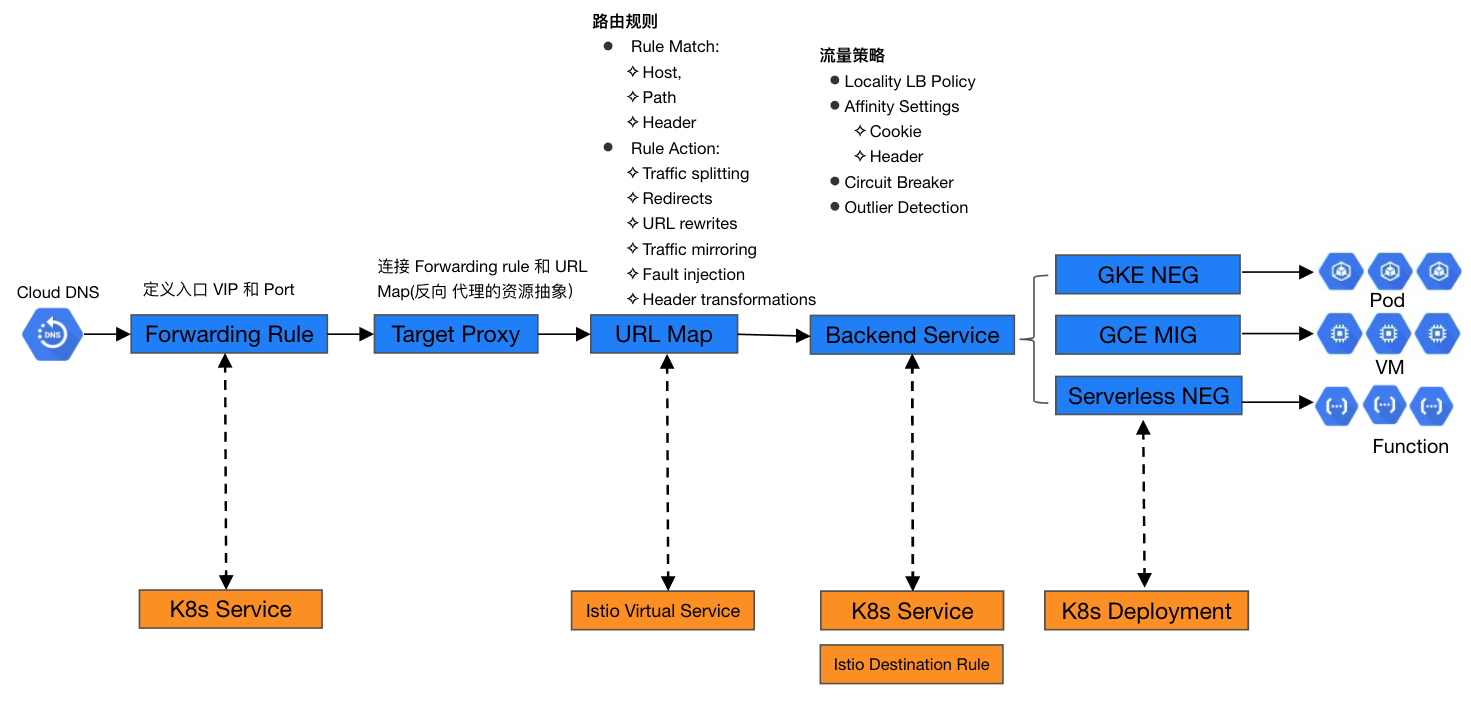 路由规则
● Rule Match:
✧ Host,
✧ Path
✧ Header
● Rule Action:
✧ Traffic splitting
✧ Redirects
✧ URL rewrites
✧ Traffic mirroring
✧ Fault injection
✧ Header transformations
流量策略
● Locality LB Policy
● Affinity Settings
✧ Cookie
✧ Header
● Circuit Breaker
● Outlier Detection
连接 Forwarding rule 和 URL
Map(反向 代理的资源抽象)
定义入口 VIP 和 Port
Cloud DNS
DNS
Forwarding Rule
Target Proxy
URL Map
Backend Service
GKE NEG
GCE MIG
Serverless NEG
Pod
VM
Function
K8s Service
Istio Virtual Service
K8s Service
K8s Deployment
Istio Destination Rule